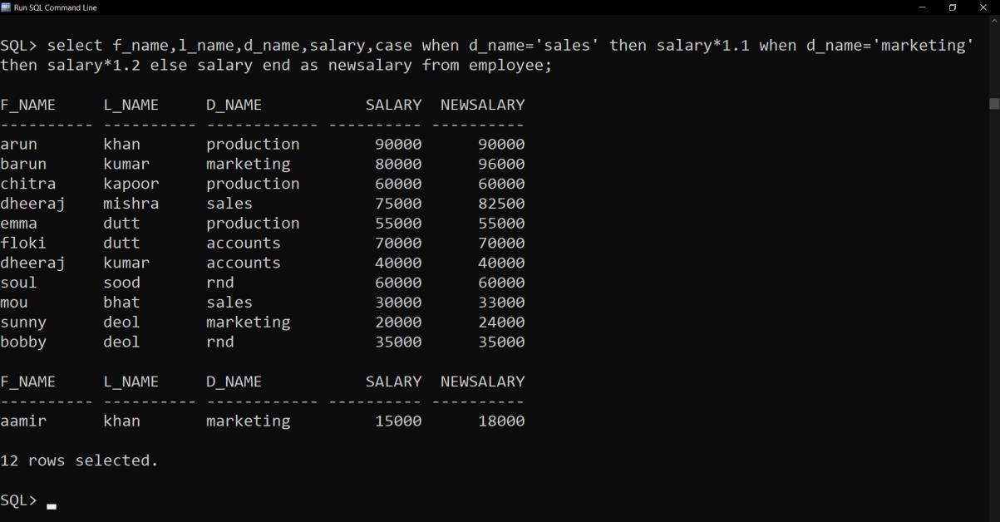 Run SQL Command Line
SQL> select f_name,l_name,d_name,salary,case when d_name='sales' then salary*1.1 when d_name='marketing'
then salary*1.2 else salary end as newsalary from employee;
F_NAME     L_NAME     D_NAME           SALARY  NEWSALARY
---------- ---------- ------------ ---------- ----------
arun       khan       production        90000      90000
barun      kumar      marketing         80000      96000
chitra     kapoor     production        60000      60000
dheeraj    mishra     sales             75000      82500
emma       dutt       production        55000      55000
floki      dutt       accounts          70000      70000
dheeraj    kumar      accounts          40000      40000
soul       sood       rnd               60000      60000
mou        bhat       sales             30000      33000
sunny      deol       marketing         20000      24000
bobby      deol       rnd               35000      35000
F_NAME     L_NAME     D_NAME           SALARY  NEWSALARY
---------- ---------- ------------ ---------- ----------
aamir      khan       marketing         15000      18000
12 rows selected.
SQL>